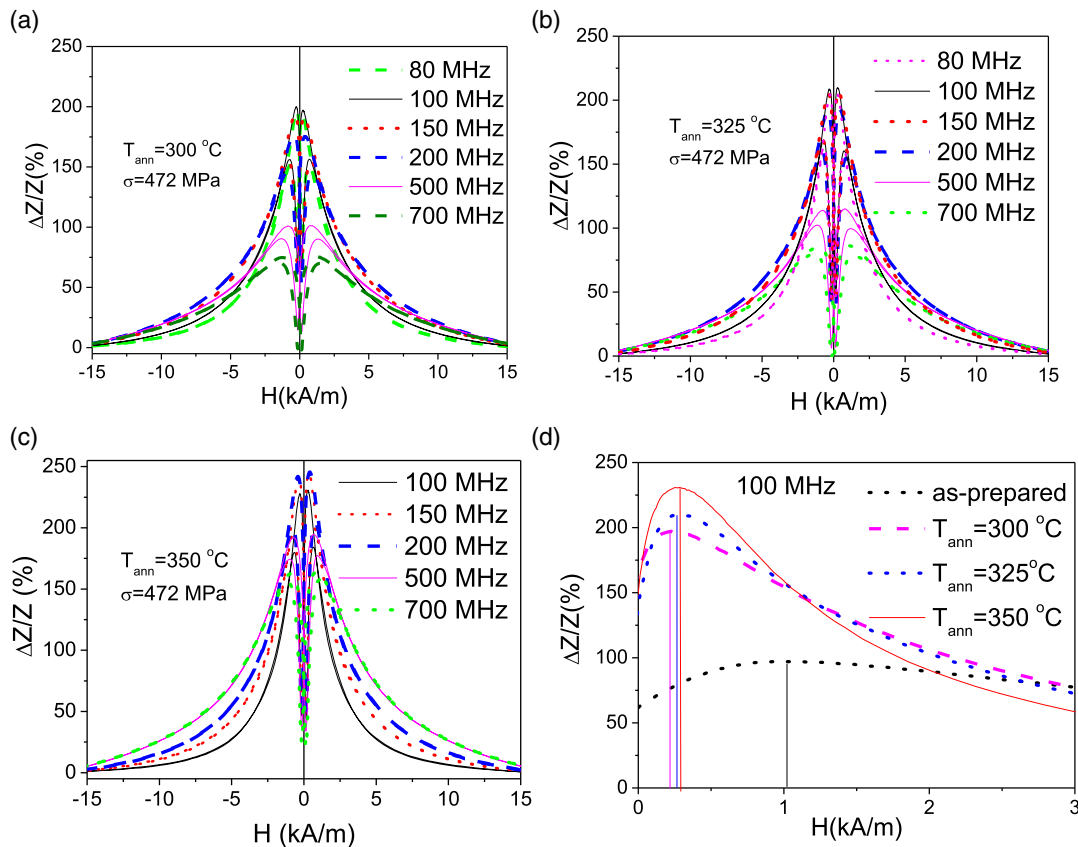 (a)
250
200
150
100
50
0
ΔZ/Z(%)
T_ann=300 °C
σ=472 MPa
80 MHz
100 MHz
150 MHz
200 MHz
500 MHz
700 MHz
-15 -10 -5 0 5 10 15
H(kA/m)
(b)
250
200
150
100
50
0
ΔZ/Z(%)
T_ann=325 °C
σ=472 MPa
80 MHz
100 MHz
150 MHz
200 MHz
500 MHz
700 MHz
-15 -10 -5 0 5 10 15
H (kA/m)
(c)
250
200
150
100
50
0
ΔZ/Z (%)
T_ann=350 °C
σ=472 MPa
100 MHz
150 MHz
200 MHz
500 MHz
700 MHz
-15 -10 -5 0 5 10 15
H (kA/m)
(d)
250
200
150
100
50
0
ΔZ/Z(%)
100 MHz
as-prepared
T_ann=300 °C
T_ann=325°C
T_ann=350 °C
0 1 2 3
H(kA/m)